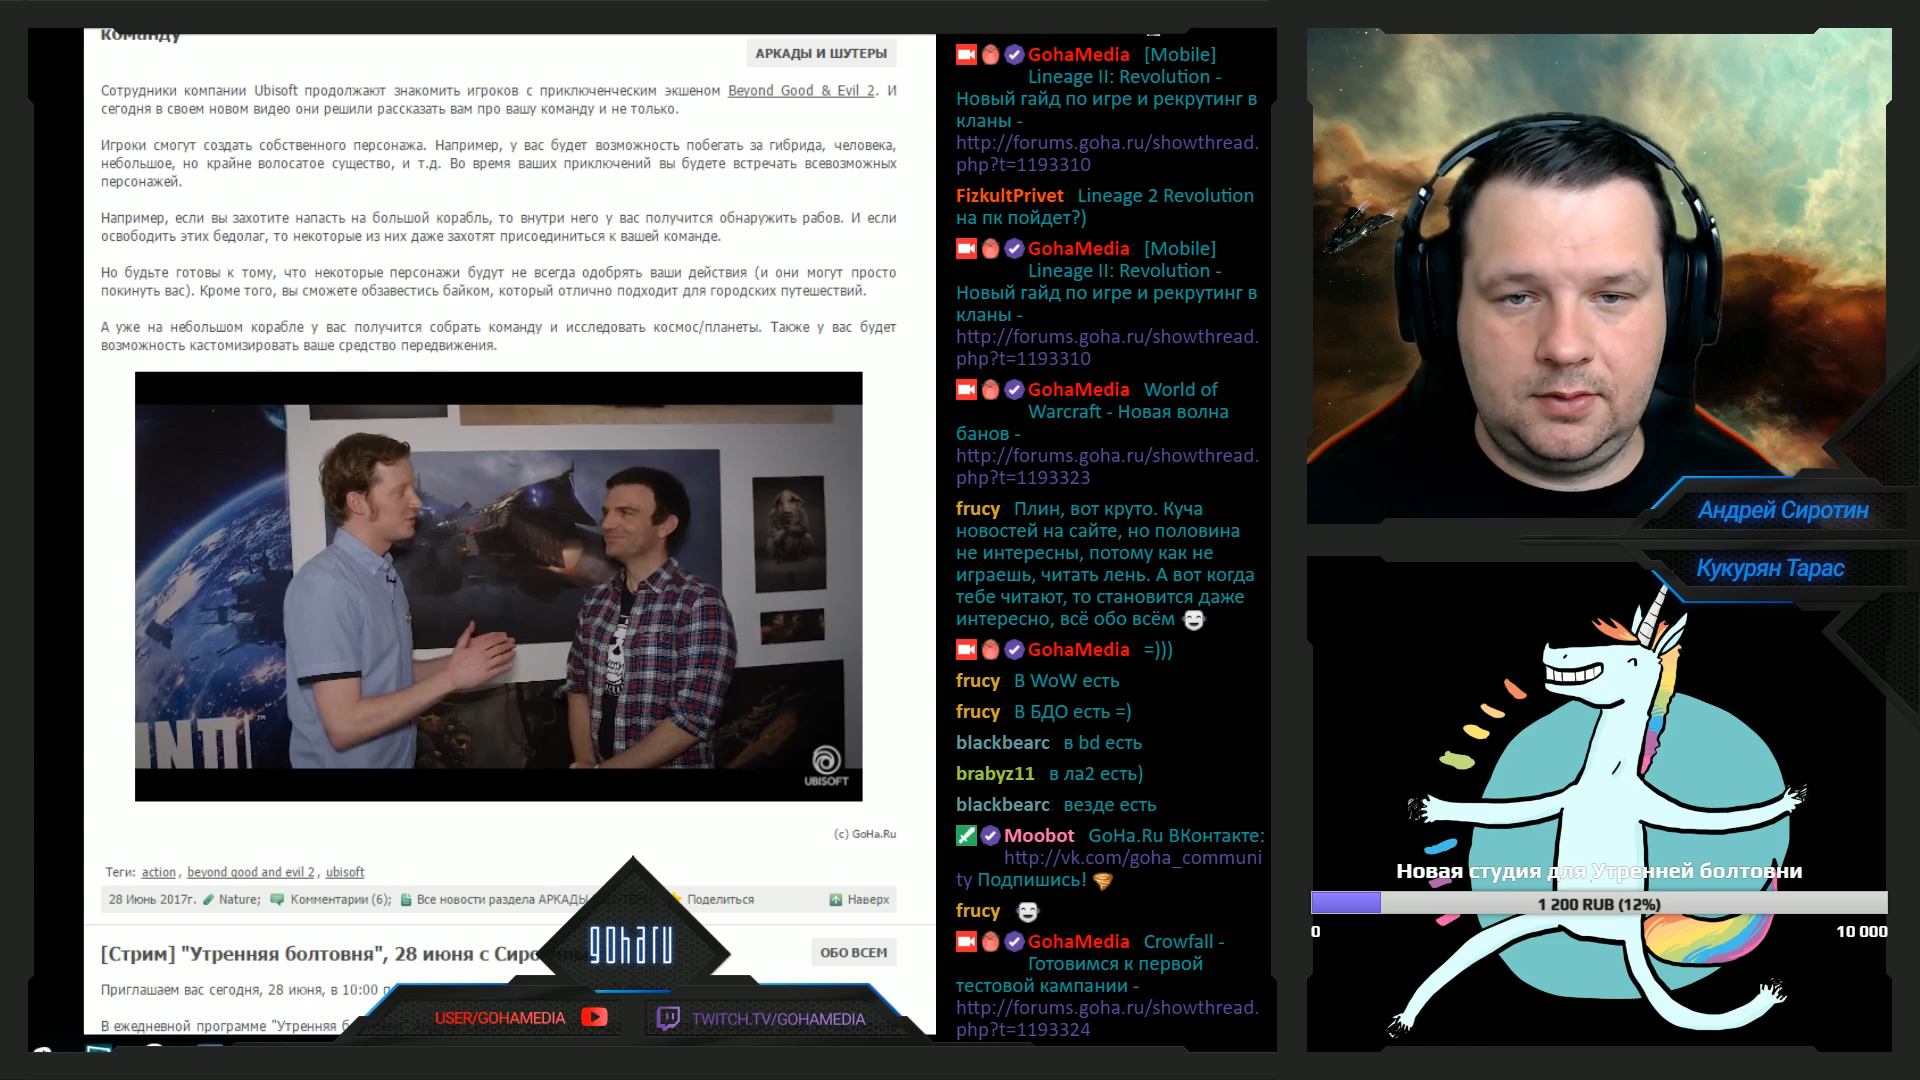 команду
АРКАДЫ И ШУТЕРЫ
Сотрудники компании Ubisoft продолжают знакомить игроков с приключенческим экшеном Beyond Good & Evil 2. И
сегодня в своем новом видео они решили рассказать вам про вашу команду и не только.
Игроки смогут создать собственного персонажа. Например, у вас будет возможность побегать за гибрида, человека,
небольшое, но крайне волосатое существо, и т.д. Во время ваших приключений вы будете встречать всевозможных
персонажей.
Например, если вы захотите напасть на большой корабль, то внутри него у вас получится обнаружить рабов. И если
освободить этих бедолаг, то некоторые из них даже захотят присоединиться к вашей команде.
Но будьте готовы к тому, что некоторые персонажи будут не всегда одобрять ваши действия (и они могут просто
покинуть вас). Кроме того, вы сможете обзавестись байком, который отлично подходит для городских путешествий.
А уже на небольшом корабле у вас получится собрать команду и исследовать космос/планеты. Также у вас будет
возможность кастомизировать ваше средство передвижения.
UBISOFT
(c) GoHa.Ru
Теги: action, beyond good and evil 2, ubisoft
28 Июнь 2017г. Nature; Комментарии (6); Все новости раздела АРКАДЫ Поделиться Наверх
[Стрим] "Утренняя болтовня", 28 июня с Сиро
ОБО ВСЕМ
Приглашаем вас сегодня, 28 июня, в 10:00 п
В ежедневной программе "Утренняя б
goharu
USER/GOHAMEDIA
TWITCH.TV/GOHAMEDIA
GohaMedia [Mobile]
Lineage II: Revolution -
Новый гайд по игре и рекрутинг в
кланы -
http://forums.goha.ru/showthread.
php?t=1193310
FizkultPrivet Lineage 2 Revolution
на пк пойдет?)
GohaMedia [Mobile]
Lineage II: Revolution -
Новый гайд по игре и рекрутинг в
кланы -
http://forums.goha.ru/showthread.
php?t=1193310
GohaMedia World of
Warcraft - Новая волна
банов -
http://forums.goha.ru/showthread.
php?t=1193323
frucy Плин, вот круто. Куча
новостей на сайте, но половина
не интересны, потому как не
играешь, читать лень. А вот когда
тебе читают, то становится даже
интересно, всё обо всём
GohaMedia =)))
frucy В WoW есть
frucy В БДО есть =)
blackbearc в bd есть
brabyz11 в ла2 есть)
blackbearc везде есть
Moobot GoHa.Ru ВКонтакте:
http://vk.com/goha_communi
ty Подпишись!
frucy
GohaMedia Crowfall -
Готовимся к первой
тестовой кампании -
http://forums.goha.ru/showthread.
php?t=1193324
Андрей Сиротин
Кукурян Тарас
Новая студия для Утренней болтовни
1 200 RUB (12%)
0
10 000